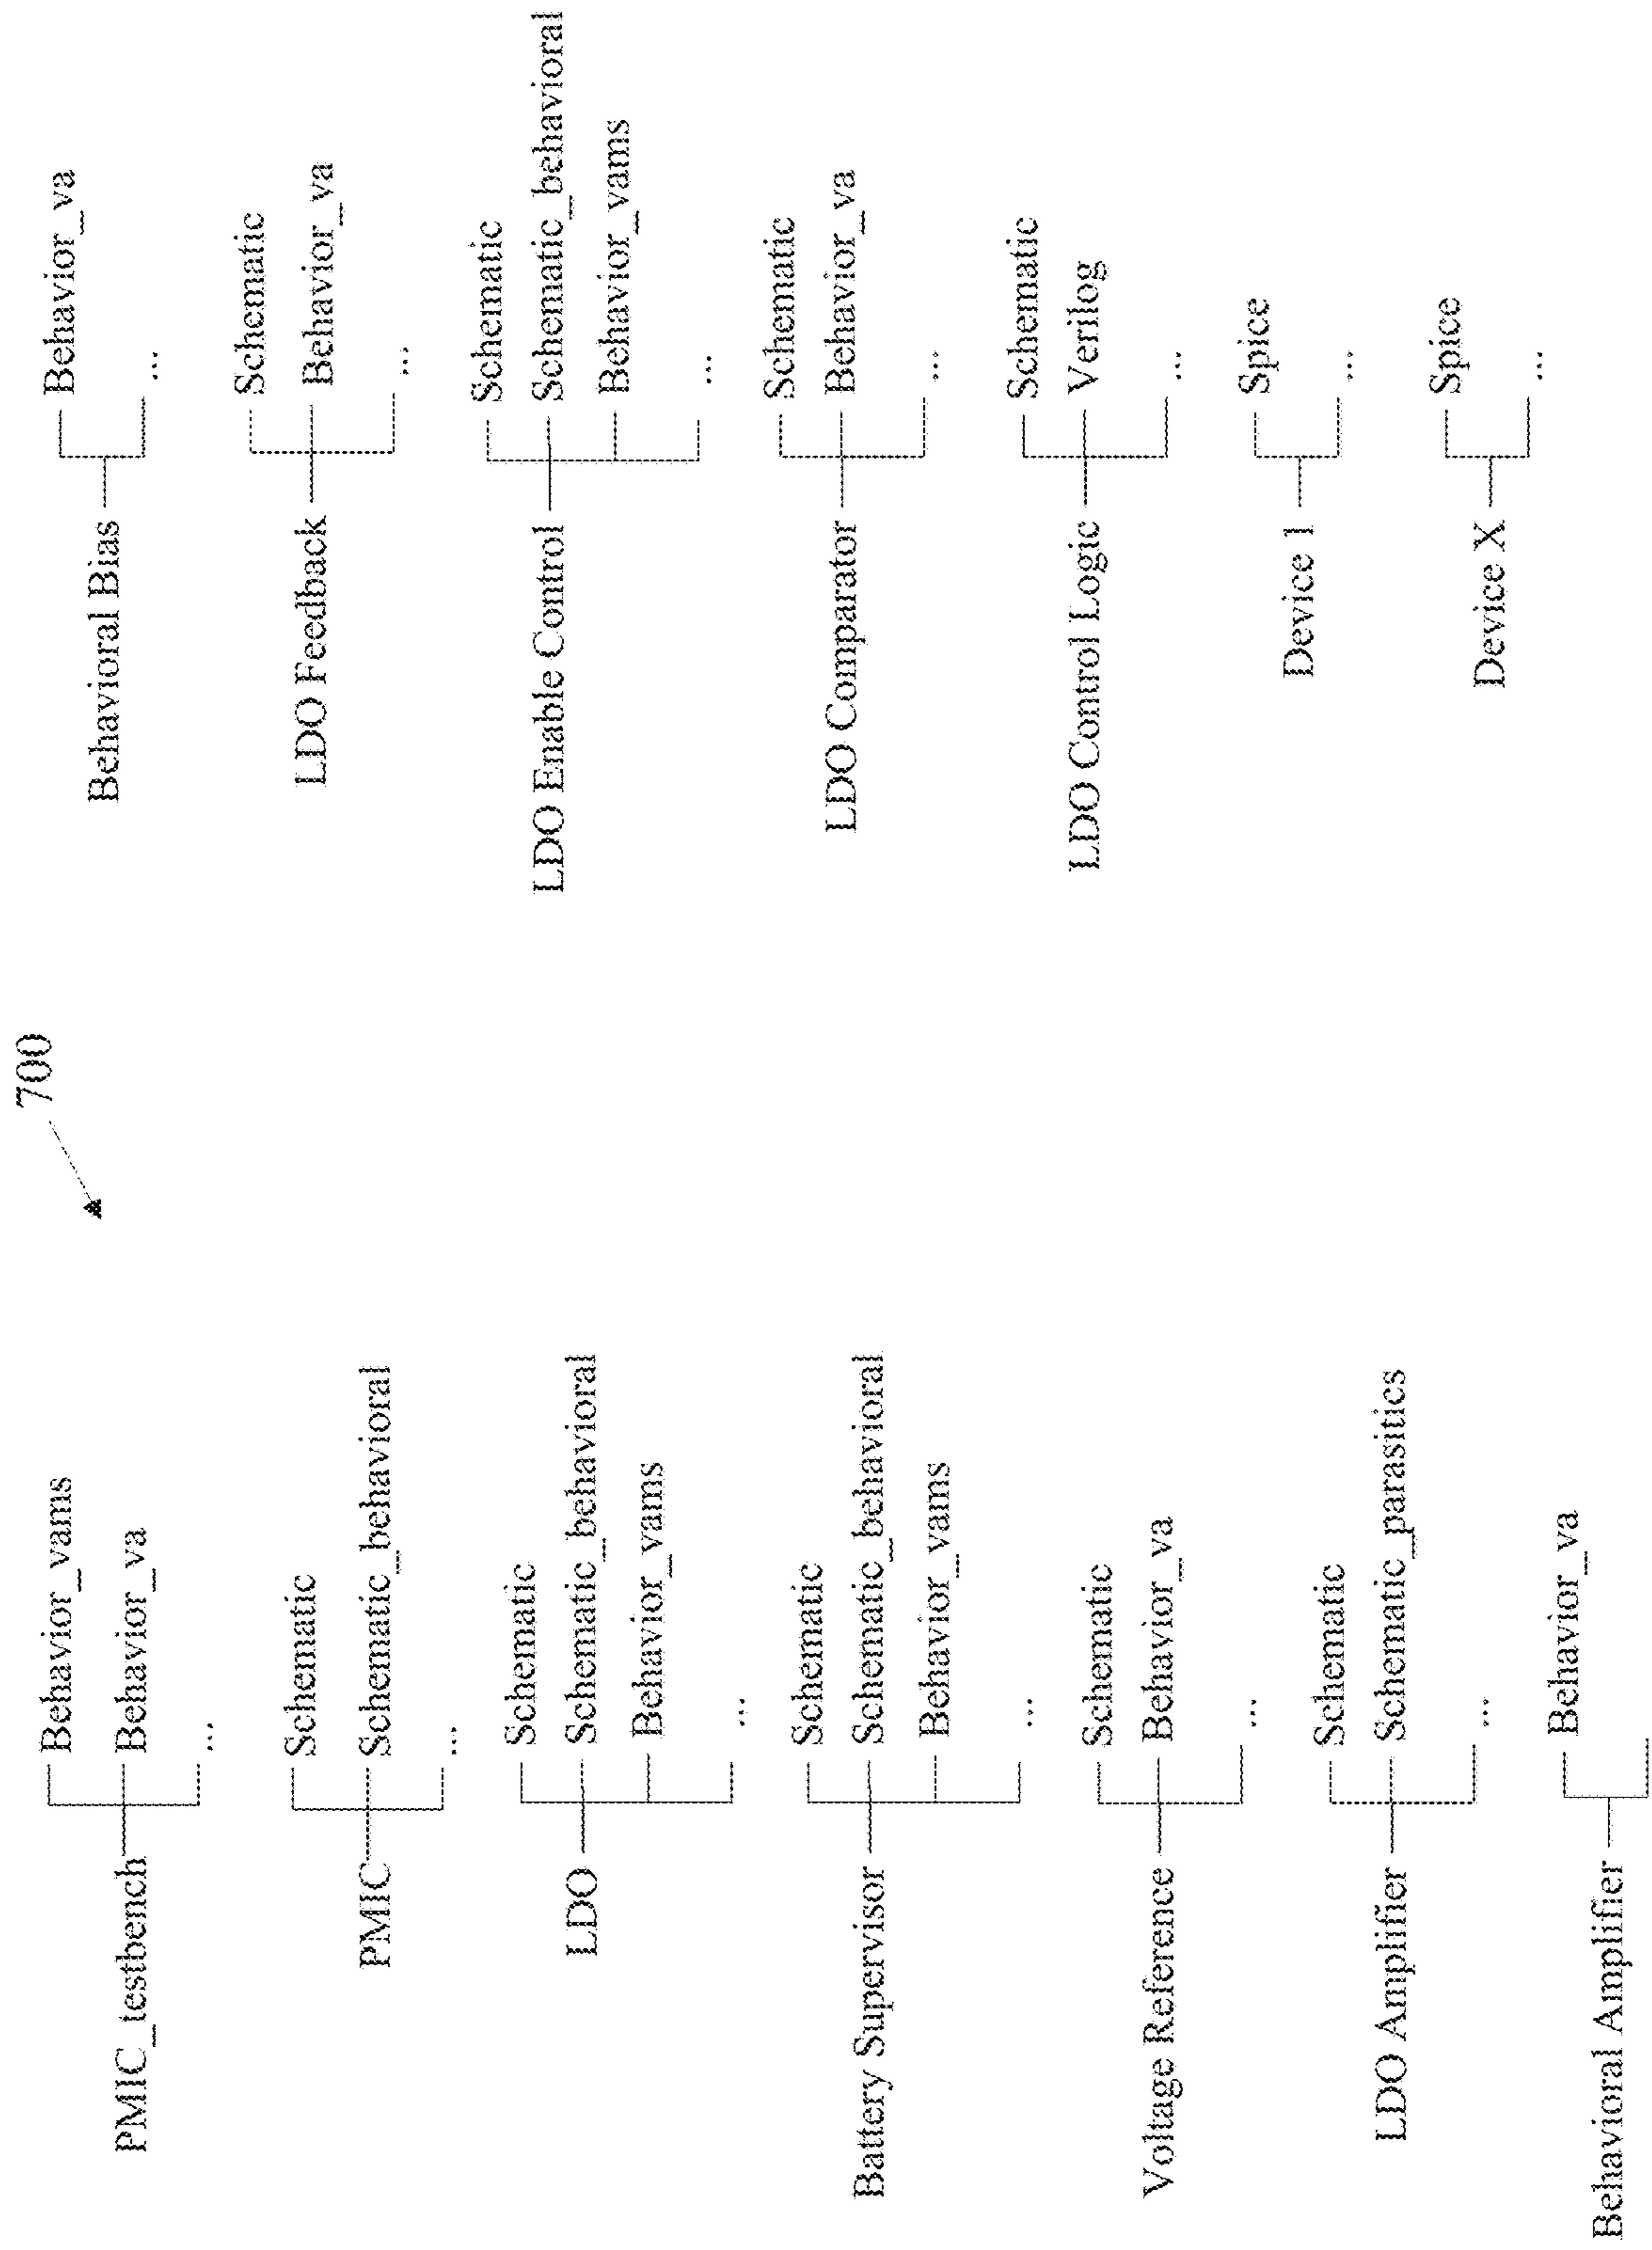 700
PMIC_testbench
Behavior_vams
Behavior_va
...
PMIC
Schematic
Schematic_behavioral
...
LDO
Schematic
Schematic_behavioral
Behavior_vams
...
Battery Supervisor
Schematic
Schematic_behavioral
Behavior_vams
...
Voltage Reference
Schematic
Behavior_va
...
LDO Amplifier
Schematic
Schematic_parasitics
...
Behavioral Amplifier
Behavior_va
Behavioral Bias
Behavior_va
...
LDO Feedback
Schematic
Behavior_va
...
LDO Enable Control
Schematic
Schematic_behavioral
Behavior_vams
...
LDO Comparator
Schematic
Behavior_va
...
LDO Control Logic
Schematic
Verilog
...
Device 1
Spice
...
Device X
Spice
...